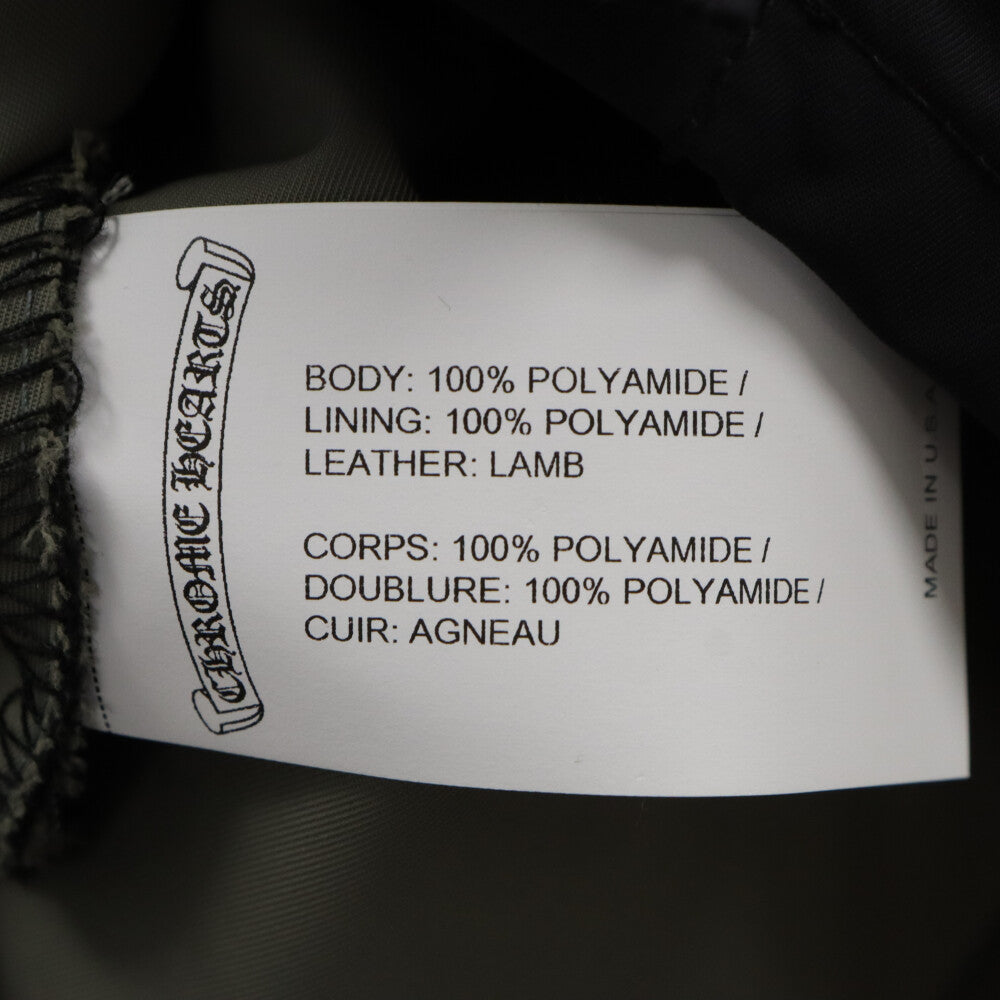 CHROME HEARTS
BODY: 100% POLYAMIDE /
LINING: 100% POLYAMIDE /
LEATHER: LAMB
CORPS: 100% POLYAMIDE /
DOUBLURE: 100% POLYAMIDE /
CUIR: AGNEAU
MADE IN U.S.A